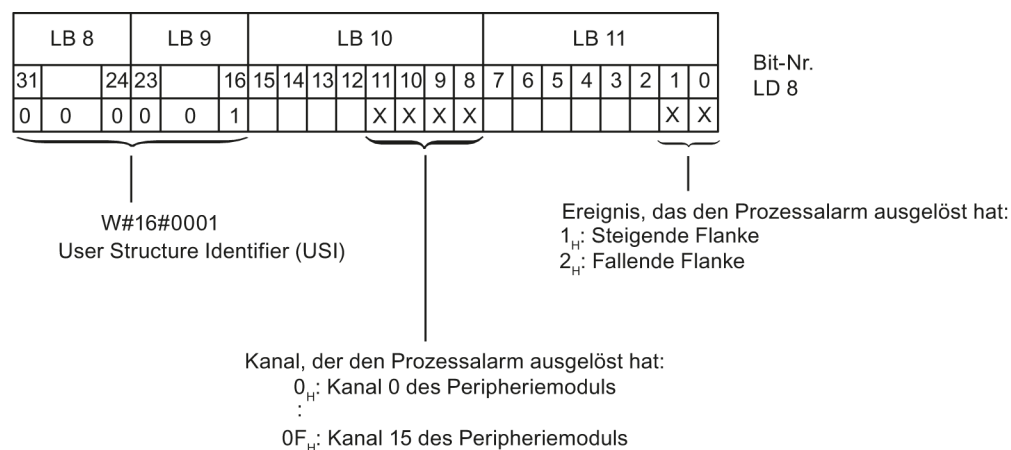 LB 8 LB 9 LB 10 LB 11
31 24 23 16 15 14 13 12 11 10 9 8 7 6 5 4 3 2 1 0
0 0 0 0 0 1 X X X X X X
Bit-Nr.
LD 8
W#16#0001
User Structure Identifier (USI)
Ereignis, das den Prozessalarm ausgelöst hat:
1H: Steigende Flanke
2H: Fallende Flanke
Kanal, der den Prozessalarm ausgelöst hat:
0H: Kanal 0 des Peripheriemoduls
:
0FH: Kanal 15 des Peripheriemoduls